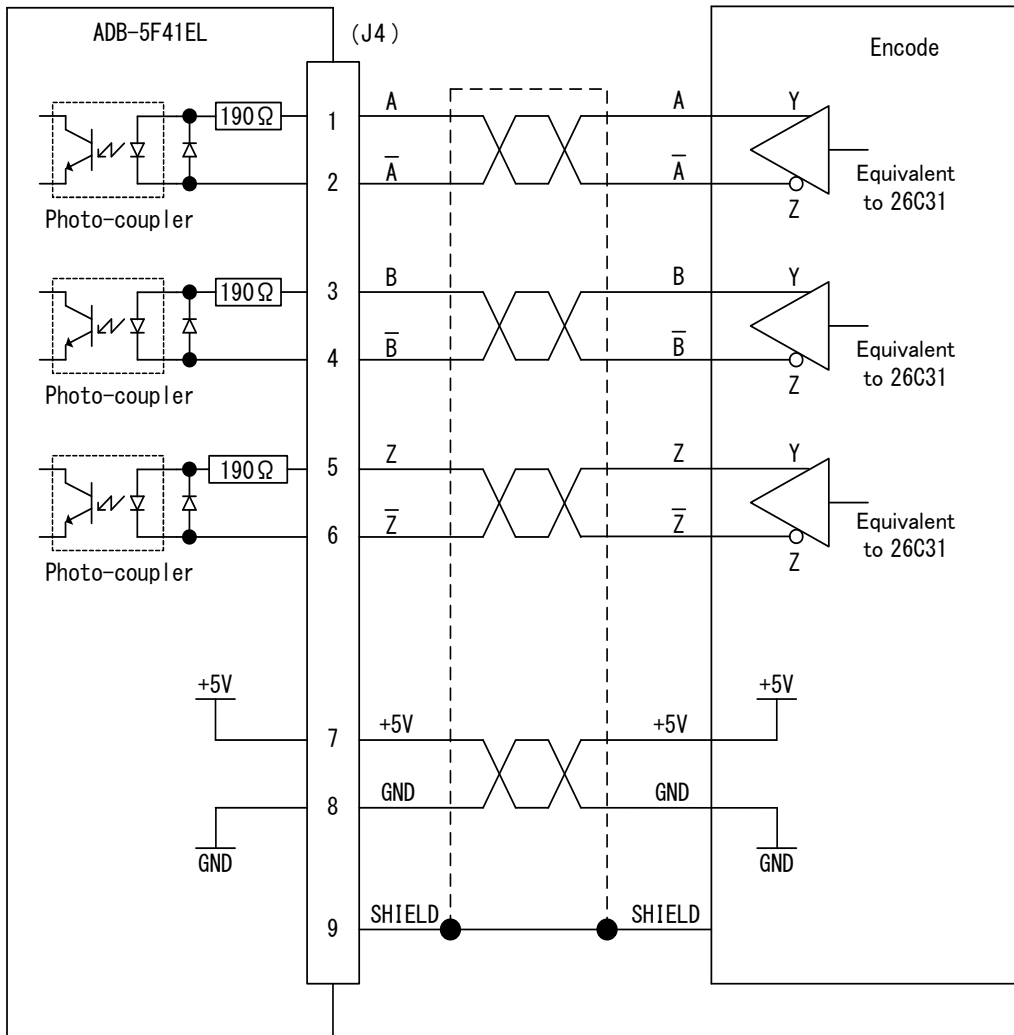 ADB-5F41EL
(J4)
Encode
190Ω
1
A
A
Y
2
A̅
A̅
Z
Equivalent
to 26C31
Photo-coupler
190Ω
3
B
B
Y
4
B̅
B̅
Z
Equivalent
to 26C31
Photo-coupler
190Ω
5
Z
Z
Y
6
Z̅
Z̅
Z
Equivalent
to 26C31
Photo-coupler
+5V
7
+5V
+5V
+5V
8
GND
GND
GND
GND
9
SHIELD
SHIELD